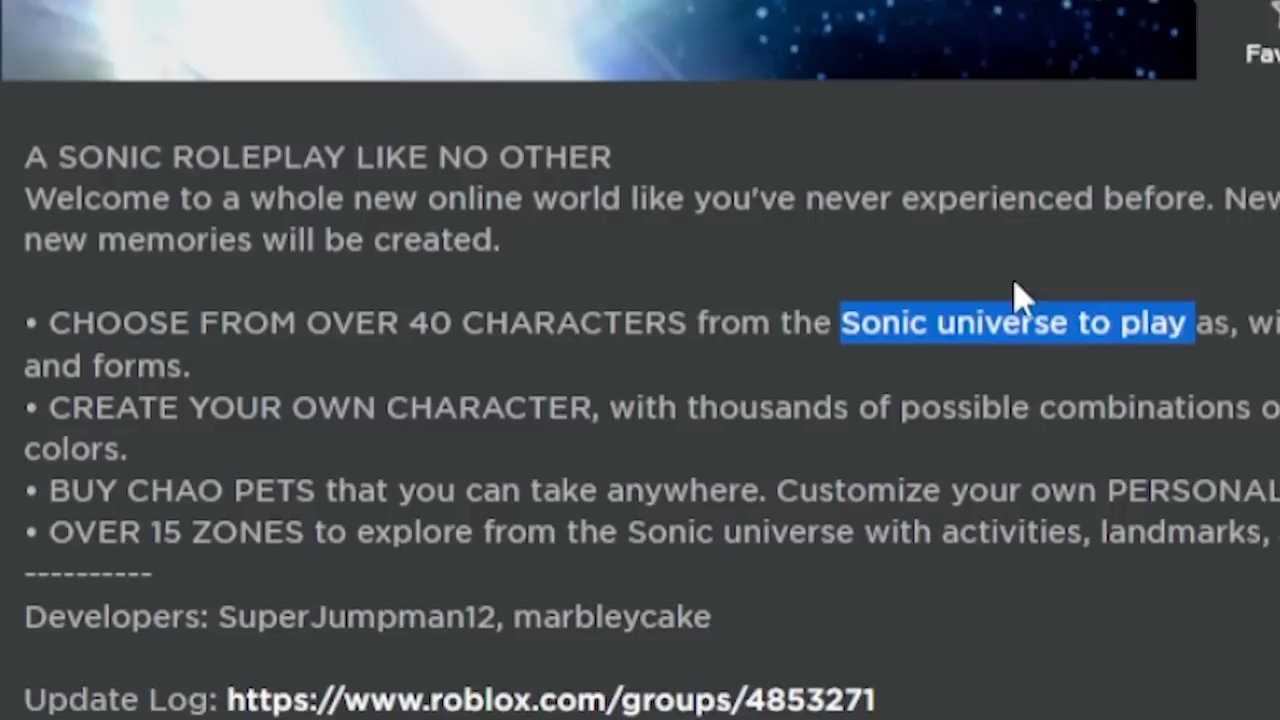 Fav
A SONIC ROLEPLAY LIKE NO OTHER
Welcome to a whole new online world like you've never experienced before. New
new memories will be created.
• CHOOSE FROM OVER 40 CHARACTERS from the Sonic universe to play as, wi
and forms.
• CREATE YOUR OWN CHARACTER, with thousands of possible combinations o
colors.
• BUY CHAO PETS that you can take anywhere. Customize your own PERSONAL
• OVER 15 ZONES to explore from the Sonic universe with activities, landmarks,
----------
Developers: SuperJumpman12, marbleycake
Update Log: https://www.roblox.com/groups/4853271